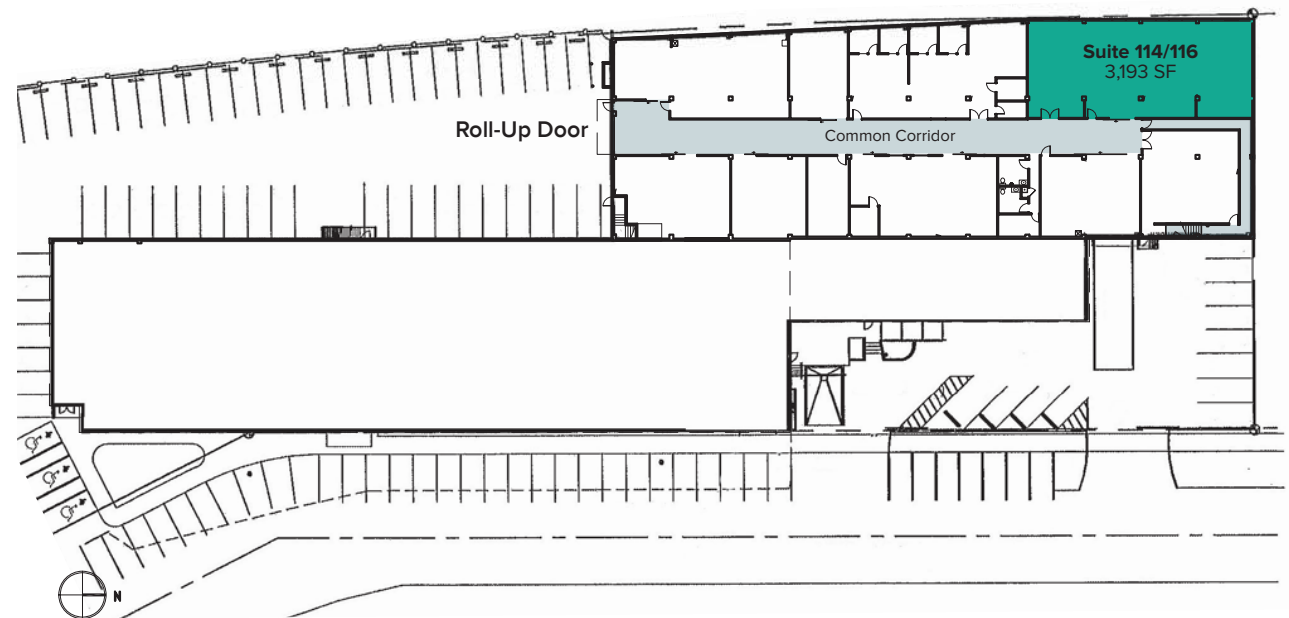 Suite 114/116
3,193 SF
Roll-Up Door
Common Corridor
N